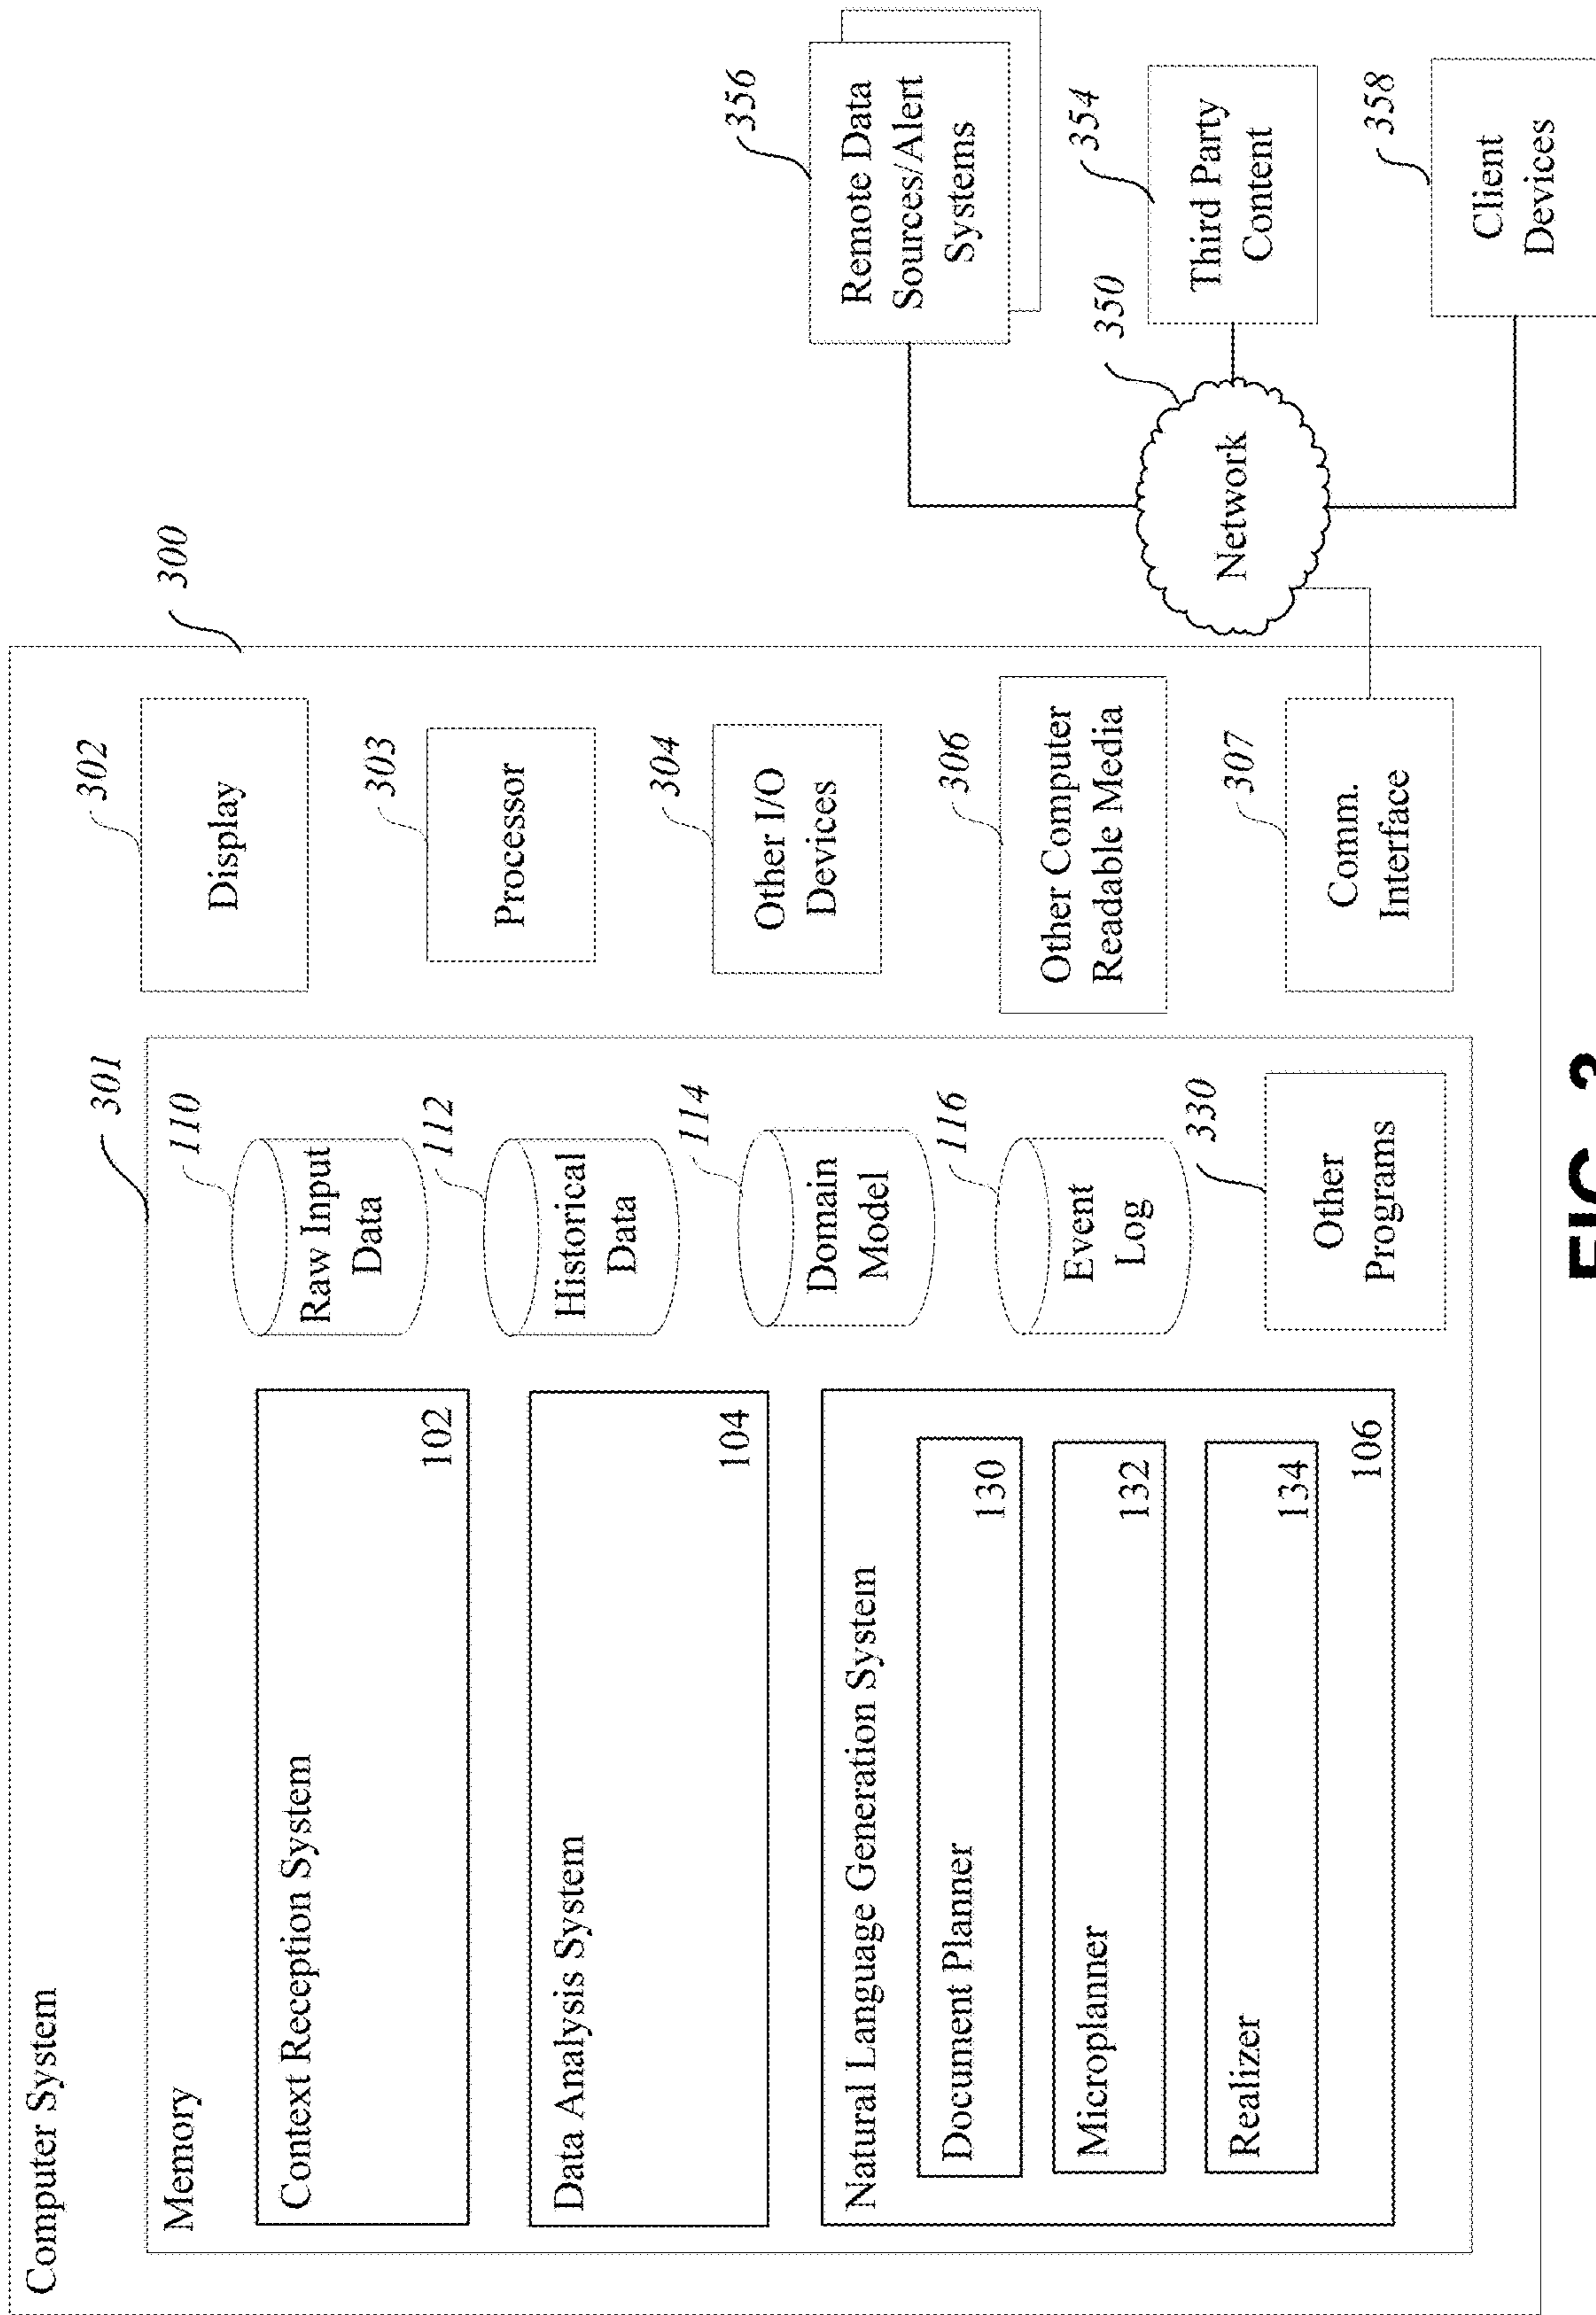 Computer System
300
Memory
301
Context Reception System
102
Data Analysis System
104
Natural Language Generation System
Document Planner
130
Microplanner
132
Realizer
134
106
110
Raw Input
Data
112
Historical
Data
114
Domain
Model
116
Event
Log
330
Other
Programs
302
Display
303
Processor
304
Other I/O
Devices
306
Other Computer
Readable Media
307
Comm.
Interface
350
Network
356
Remote Data
Sources/Alert
Systems
354
Third Party
Content
358
Client
Devices
FIG. 3